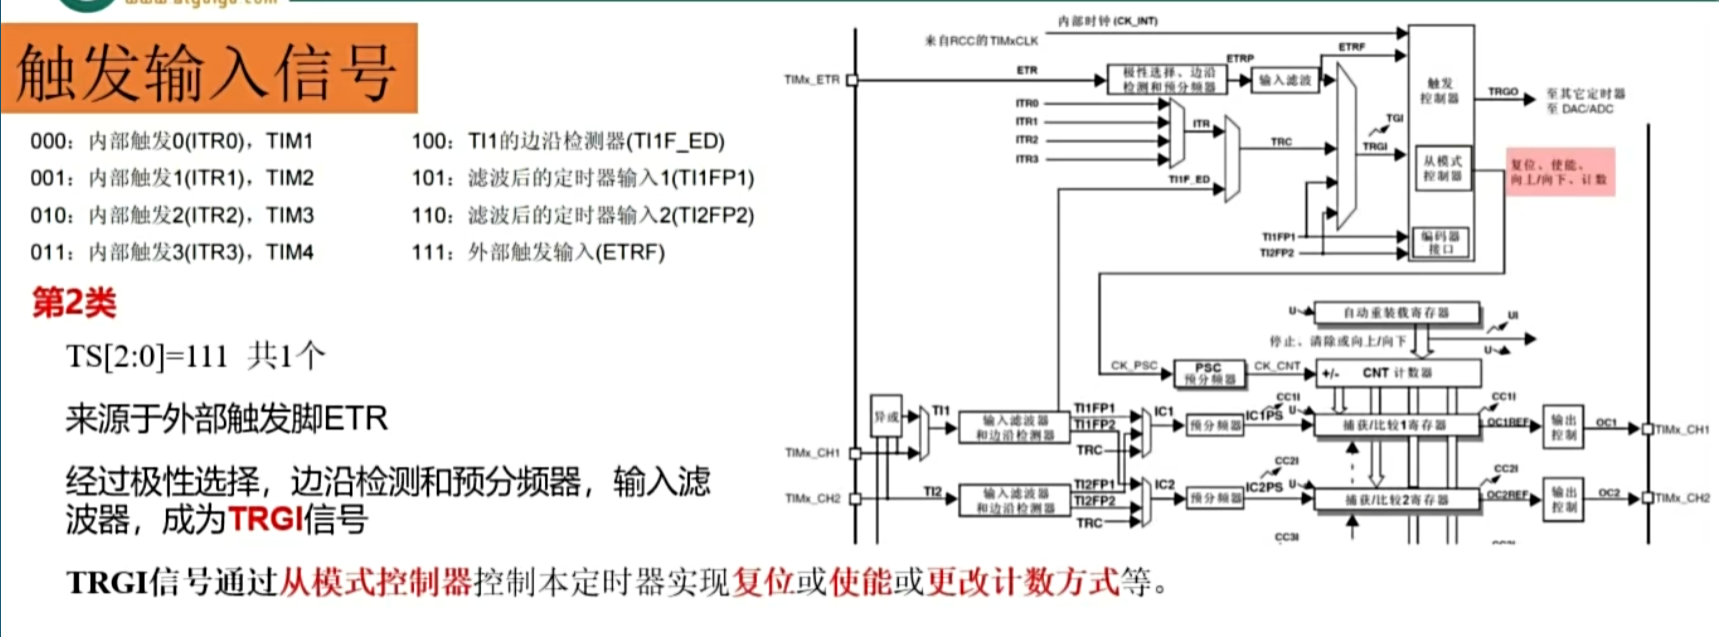 www.atguigu.com
触发输入信号
000：内部触发0(ITR0)，TIM1
001：内部触发1(ITR1)，TIM2
010：内部触发2(ITR2)，TIM3
011：内部触发3(ITR3)，TIM4
100：TI1的边沿检测器(TI1F_ED)
101：滤波后的定时器输入1(TI1FP1)
110：滤波后的定时器输入2(TI2FP2)
111：外部触发输入(ETRF)
第2类
TS[2:0]=111 共1个
来源于外部触发脚ETR
经过极性选择，边沿检测和预分频器，输入滤
波器，成为TRGI信号
TRGI信号通过从模式控制器控制本定时器实现复位或使能或更改计数方式等。
内部时钟(CK_INT)
来自RCC的TIMxCLK
TIMx_ETR
ETR
极性选择、边沿
检测和预分频器
ETRP
输入滤波
ETRF
触发
控制器
TRGO
至其它定时器
至 DAC/ADC
ITR0
ITR1
ITR2
ITR3
ITR
TRC
TI1F_ED
TGI
TRGI
从模式
控制器
复位、使能、
向上/向下、计数
TI1FP1
TI2FP2
编码器
接口
U
自动重装载寄存器
UI
停止、清除或向上/向下
U
CK_PSC
PSC
预分频器
CK_CNT
+/-
CNT 计数器
异或
TI1
输入滤波器
和边沿检测器
TI1FP1
TI1FP2
TRC
IC1
预分频器
IC1PS
CC1I
U
捕获/比较1寄存器
CC1I
OC1REF
输出
控制
OC1
TIMx_CH1
TIMx_CH1
TIMx_CH2
TI2
输入滤波器
和边沿检测器
TI2FP1
TI2FP2
TRC
IC2
预分频器
IC2PS
CC2I
U
捕获/比较2寄存器
CC2I
OC2REF
输出
控制
OC2
TIMx_CH2
CC3I